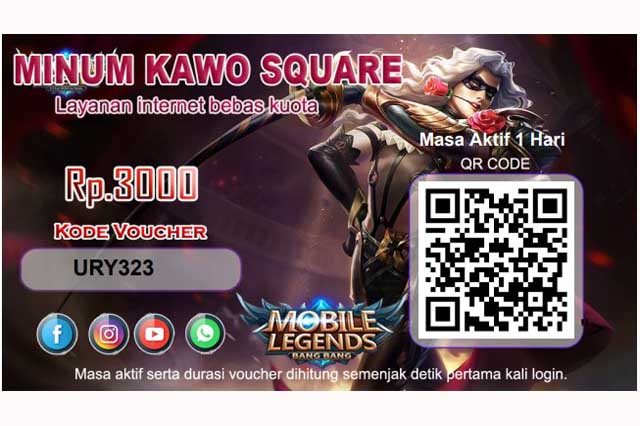 MINUM KAWO SQUARE
Layanan internet bebas kuota
Masa Aktif 1 Hari
QR CODE
Rp.3000
KODE VOUCHER
URY323
MOBILE
LEGENDS
BANG BANG
Masa aktif serta durasi voucher dihitung semenjak detik pertama kali login.